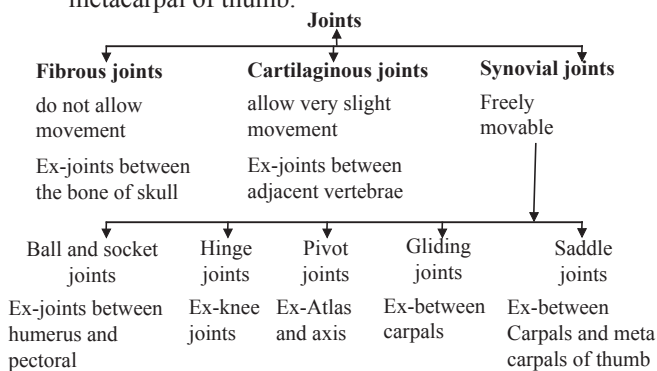 metacarpal of thumb.
Joints
Fibrous joints
do not allow
movement
Ex-joints between
the bone of skull
Cartilaginous joints
allow very slight
movement
Ex-joints between
adjacent vertebrae
Synovial joints
Freely
movable
Ball and socket
joints
Ex-joints between
humerus and
pectoral
Hinge
joints
Ex-knee
joints
Pivot
joints
Ex-Atlas
and axis
Gliding
joints
Ex-between
carpals
Saddle
joints
Ex-between
Carpals and meta
carpals of thumb